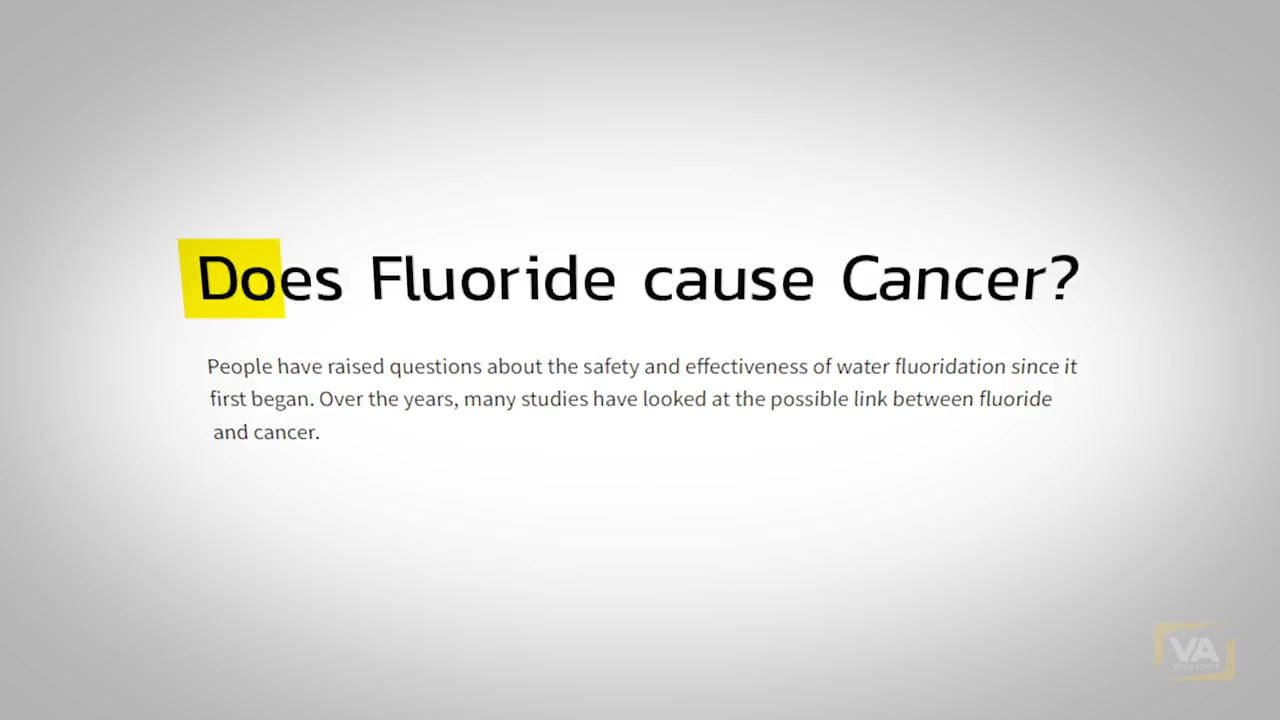 Does Fluoride cause Cancer?
People have raised questions about the safety and effectiveness of water fluoridation since it
first began. Over the years, many studies have looked at the possible link between fluoride
and cancer.
VA